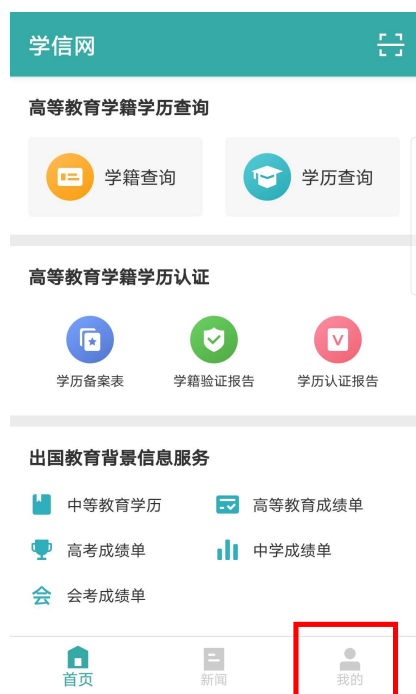 学信网
高等教育学籍学历查询
学籍查询 学历查询
高等教育学籍学历认证
学历备案表 学籍验证报告 学历认证报告
出国教育背景信息服务
中等教育学历 高等教育成绩单
高考成绩单 中学成绩单
会 会考成绩单
首页 新闻 我的